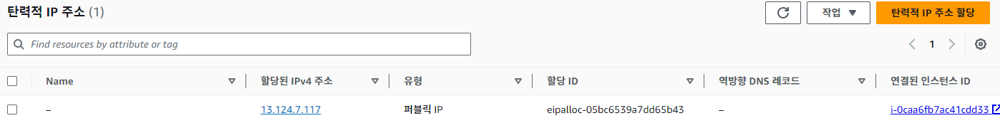 탄력적 IP 주소 (1)
작업
탄력적 IP 주소 할당
Find resources by attribute or tag
1
Name 할당된 IPv4 주소 유형 할당 ID 역방향 DNS 레코드 연결된 인스턴스 ID
– 13.124.7.117 퍼블릭 IP eipalloc-05bc6539a7dd65b43 – i-0caa6fb7ac41cdd33